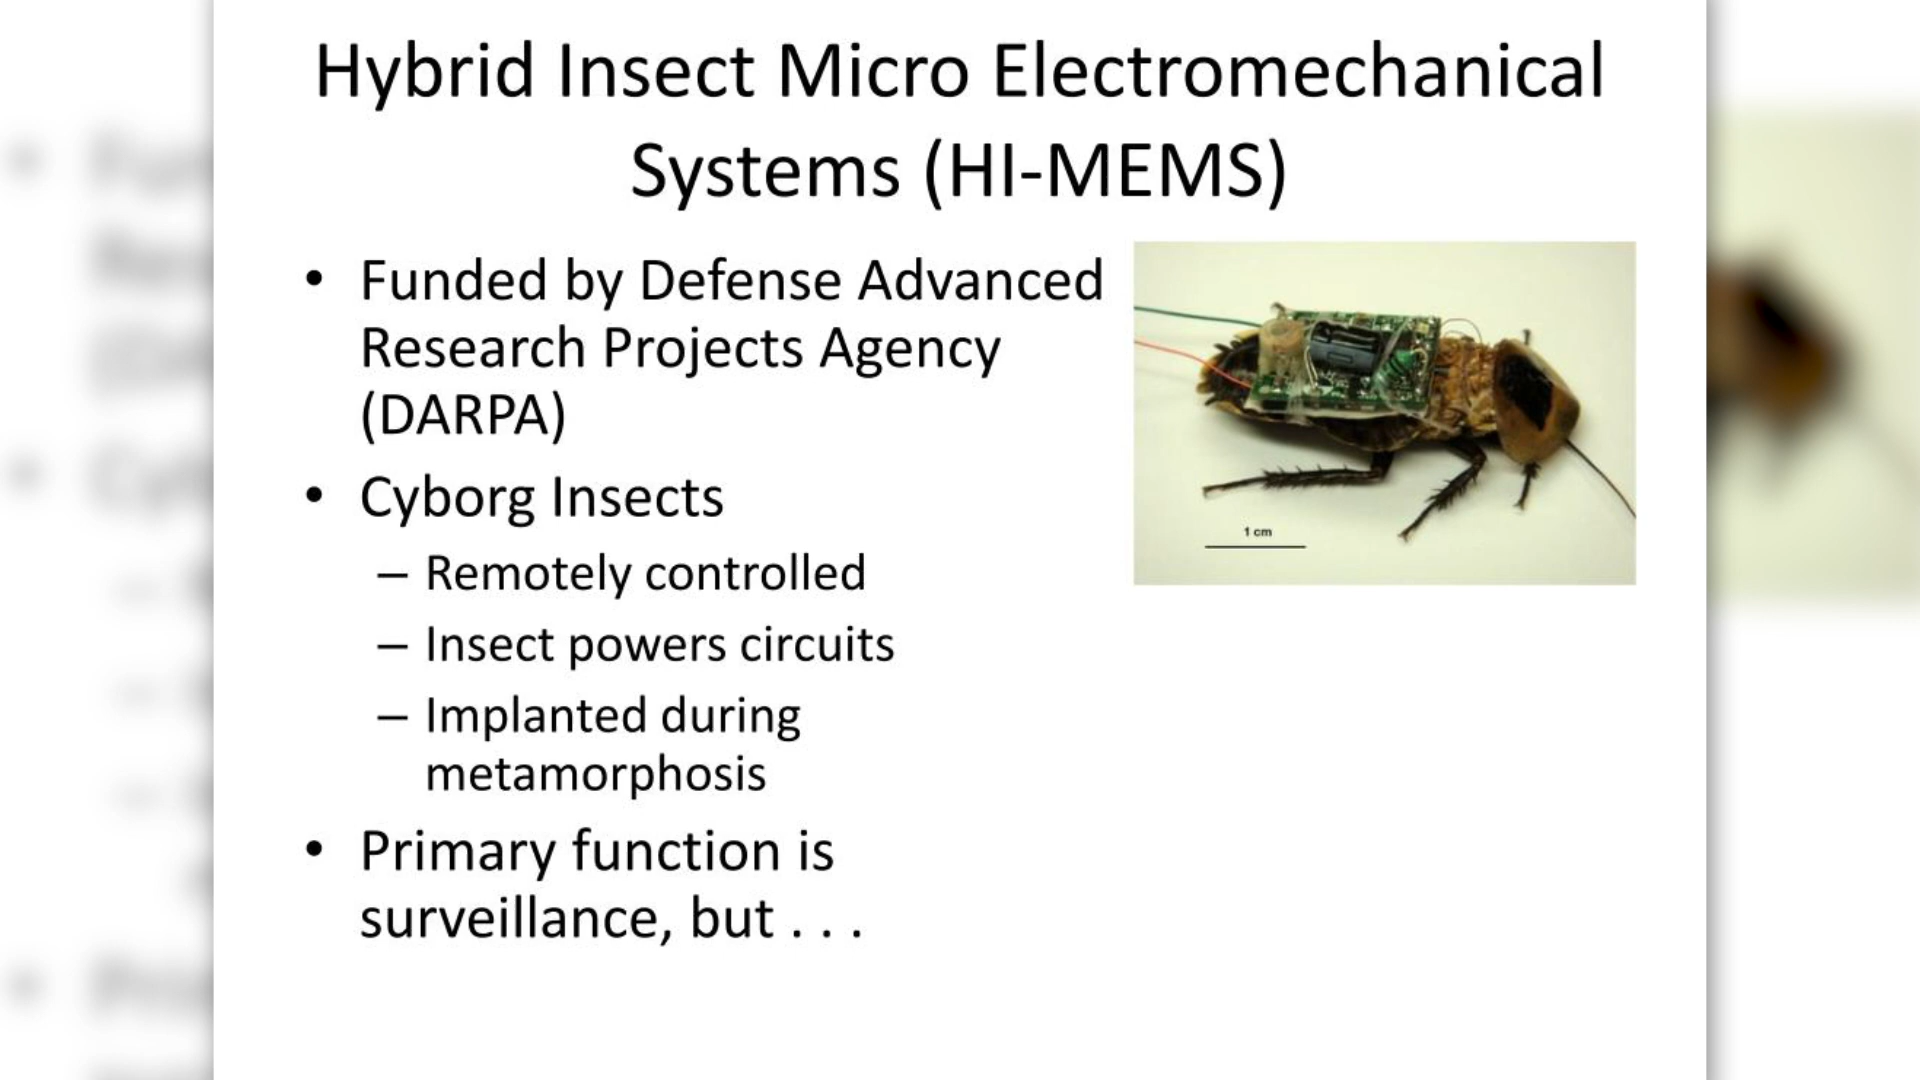 Hybrid Insect Micro Electromechanical
Systems (HI-MEMS)
• Funded by Defense Advanced
Research Projects Agency
(DARPA)
• Cyborg Insects
– Remotely controlled
– Insect powers circuits
– Implanted during
metamorphosis
• Primary function is
surveillance, but . . .
1 cm